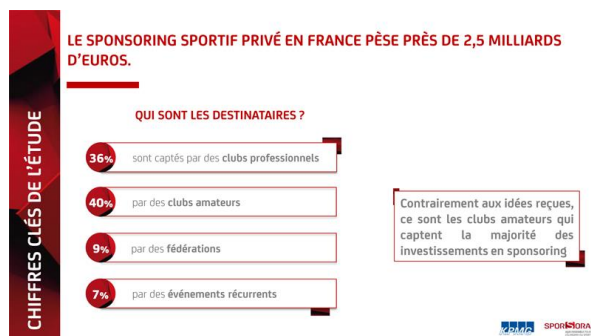 LE SPONSORING SPORTIF PRIVÉ EN FRANCE PÈSE PRÈS DE 2,5 MILLIARDS
D'EUROS.
CHIFFRES CLÉS DE L'ÉTUDE
QUI SONT LES DESTINATAIRES ?
36% sont captés par des clubs professionnels
40% par des clubs amateurs
9% par des fédérations
7% par des événements récurrents
Contrairement aux idées reçues,
ce sont les clubs amateurs qui
captent la majorité des
investissements en sponsoring
KPMG
SPORSORA